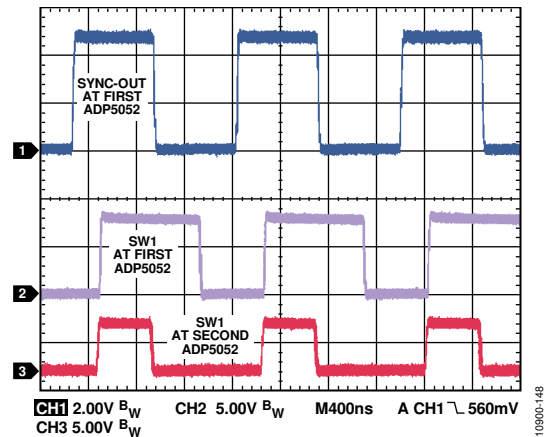 SYNC-OUT
AT FIRST
ADP5052
1
SW1
AT FIRST
ADP5052
2
SW1
AT SECOND
ADP5052
3
CH1 2.00V BW CH2 5.00V BW M400ns A CH1 ㄟ 560mV
CH3 5.00V BW
10900-148